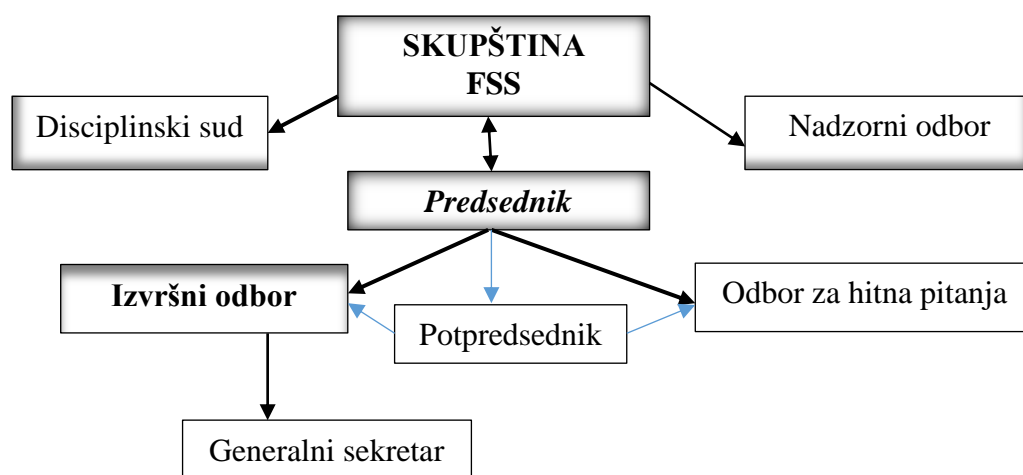 SKUPŠTINA
FSS
Disciplinski sud
Nadzorni odbor
Predsednik
Izvršni odbor
Odbor za hitna pitanja
Potpredsednik
Generalni sekretar